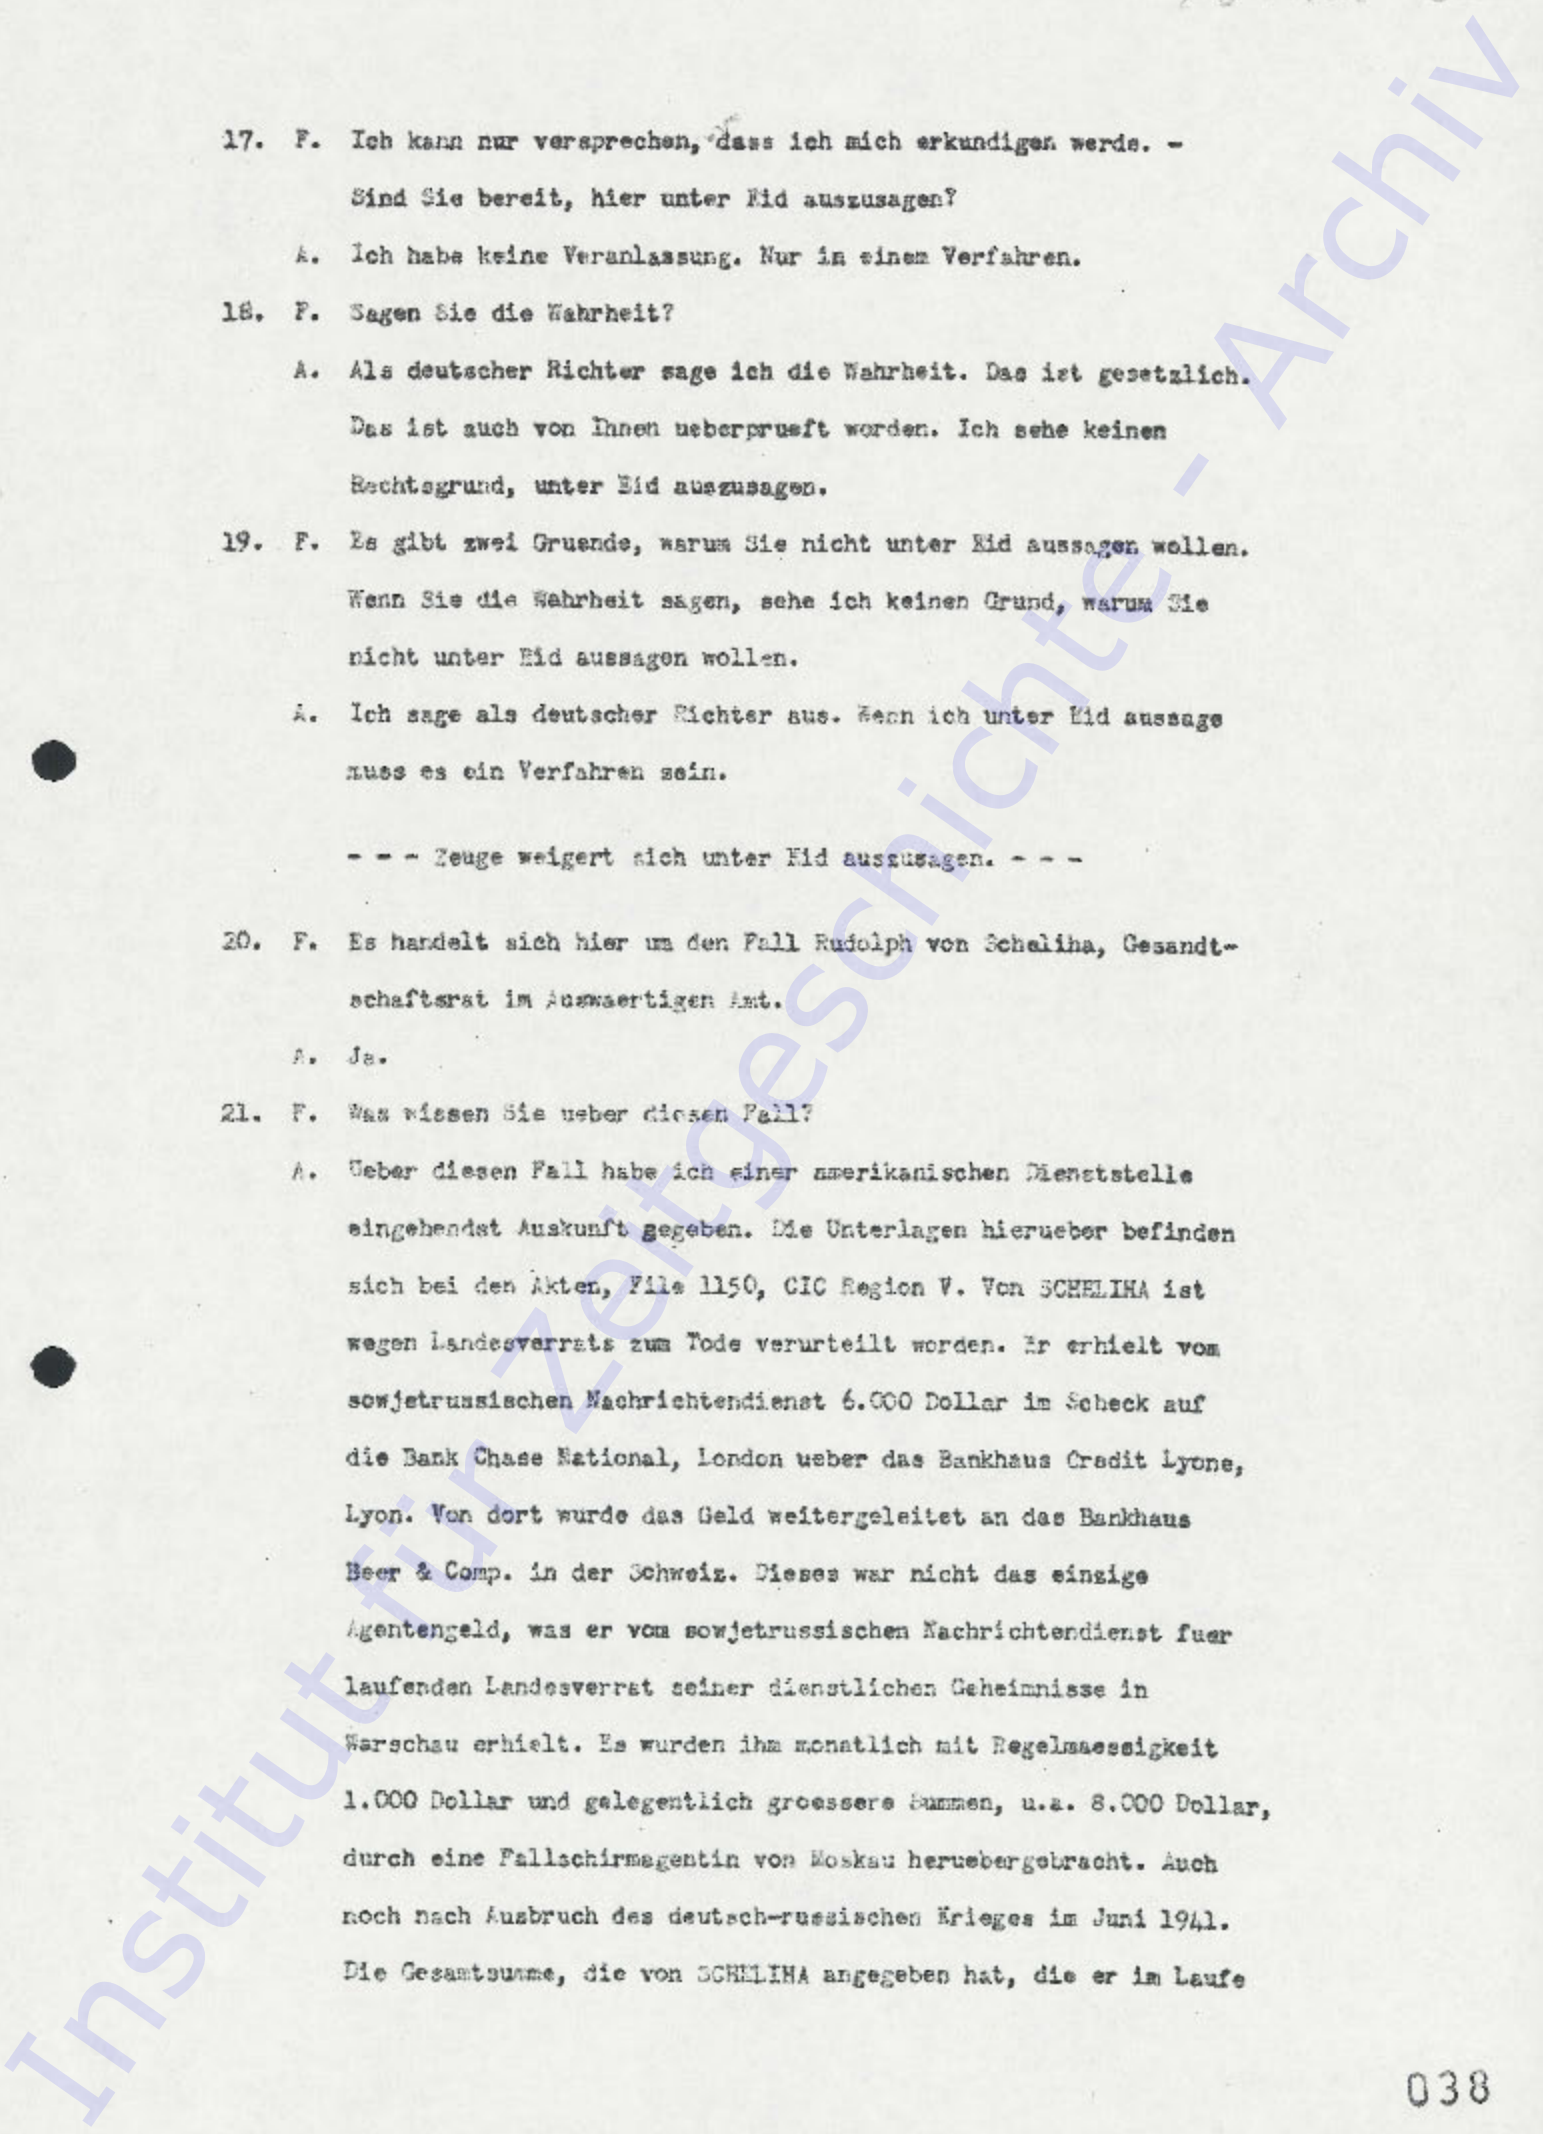 17. F. Ich kann nur versprechen, dass ich mich erkundigen werde. -
Sind Sie bereit, hier unter Eid auszusagen?
A. Ich habe keine Veranlassung. Nur in einem Verfahren.
18. F. Sagen Sie die Wahrheit?
A. Als deutscher Richter sage ich die Wahrheit. Das ist gesetzlich.
Das ist auch von Ihnen ueberprueft worden. Ich sehe keinen
Rechtsgrund, unter Eid auszusagen.
19. F. Es gibt zwei Gruende, warum Sie nicht unter Eid aussagen wollen.
Wenn Sie die Wahrheit sagen, sehe ich keinen Grund, warum Sie
nicht unter Eid aussagen wollen.
A. Ich sage als deutscher Richter aus. Wenn ich unter Eid aussage
muss es ein Verfahren sein.
- - - Zeuge weigert sich unter Eid auszusagen. - - -
20. F. Es handelt sich hier um den Fall Rudolph von Scheliha, Gesandt-
schaftsrat im Auswaertigen Amt.
A. Ja.
21. F. Was wissen Sie ueber diesen Fall?
A. Ueber diesen Fall habe ich einer amerikanischen Dienststelle
eingehendst Auskunft gegeben. Die Unterlagen hierueber befinden
sich bei den Akten, File 1150, CIC Region V. Von SCHELIHA ist
wegen Landesverrats zum Tode verurteilt worden. Er erhielt vom
sowjetrussischen Nachrichtendienst 6.000 Dollar im Scheck auf
die Bank Chase National, London ueber das Bankhaus Credit Lyone,
Lyon. Von dort wurde das Geld weitergeleitet an das Bankhaus
Beer & Comp. in der Schweiz. Dieses war nicht das einzige
Agentengeld, was er vom sowjetrussischen Nachrichtendienst fuer
laufenden Landesverrat seiner dienstlichen Geheimnisse in
Warschau erhielt. Es wurden ihm monatlich mit Regelmaessigkeit
1.000 Dollar und gelegentlich groessere Summen, u.a. 8.000 Dollar,
durch eine Fallschirmagentin von Moskau heruebergebracht. Auch
noch nach Ausbruch des deutsch-russischen Krieges im Juni 1941.
Die Gesamtsumme, die von SCHELIHA angegeben hat, die er im Laufe
038
Institut für Zeitgeschichte - Archiv